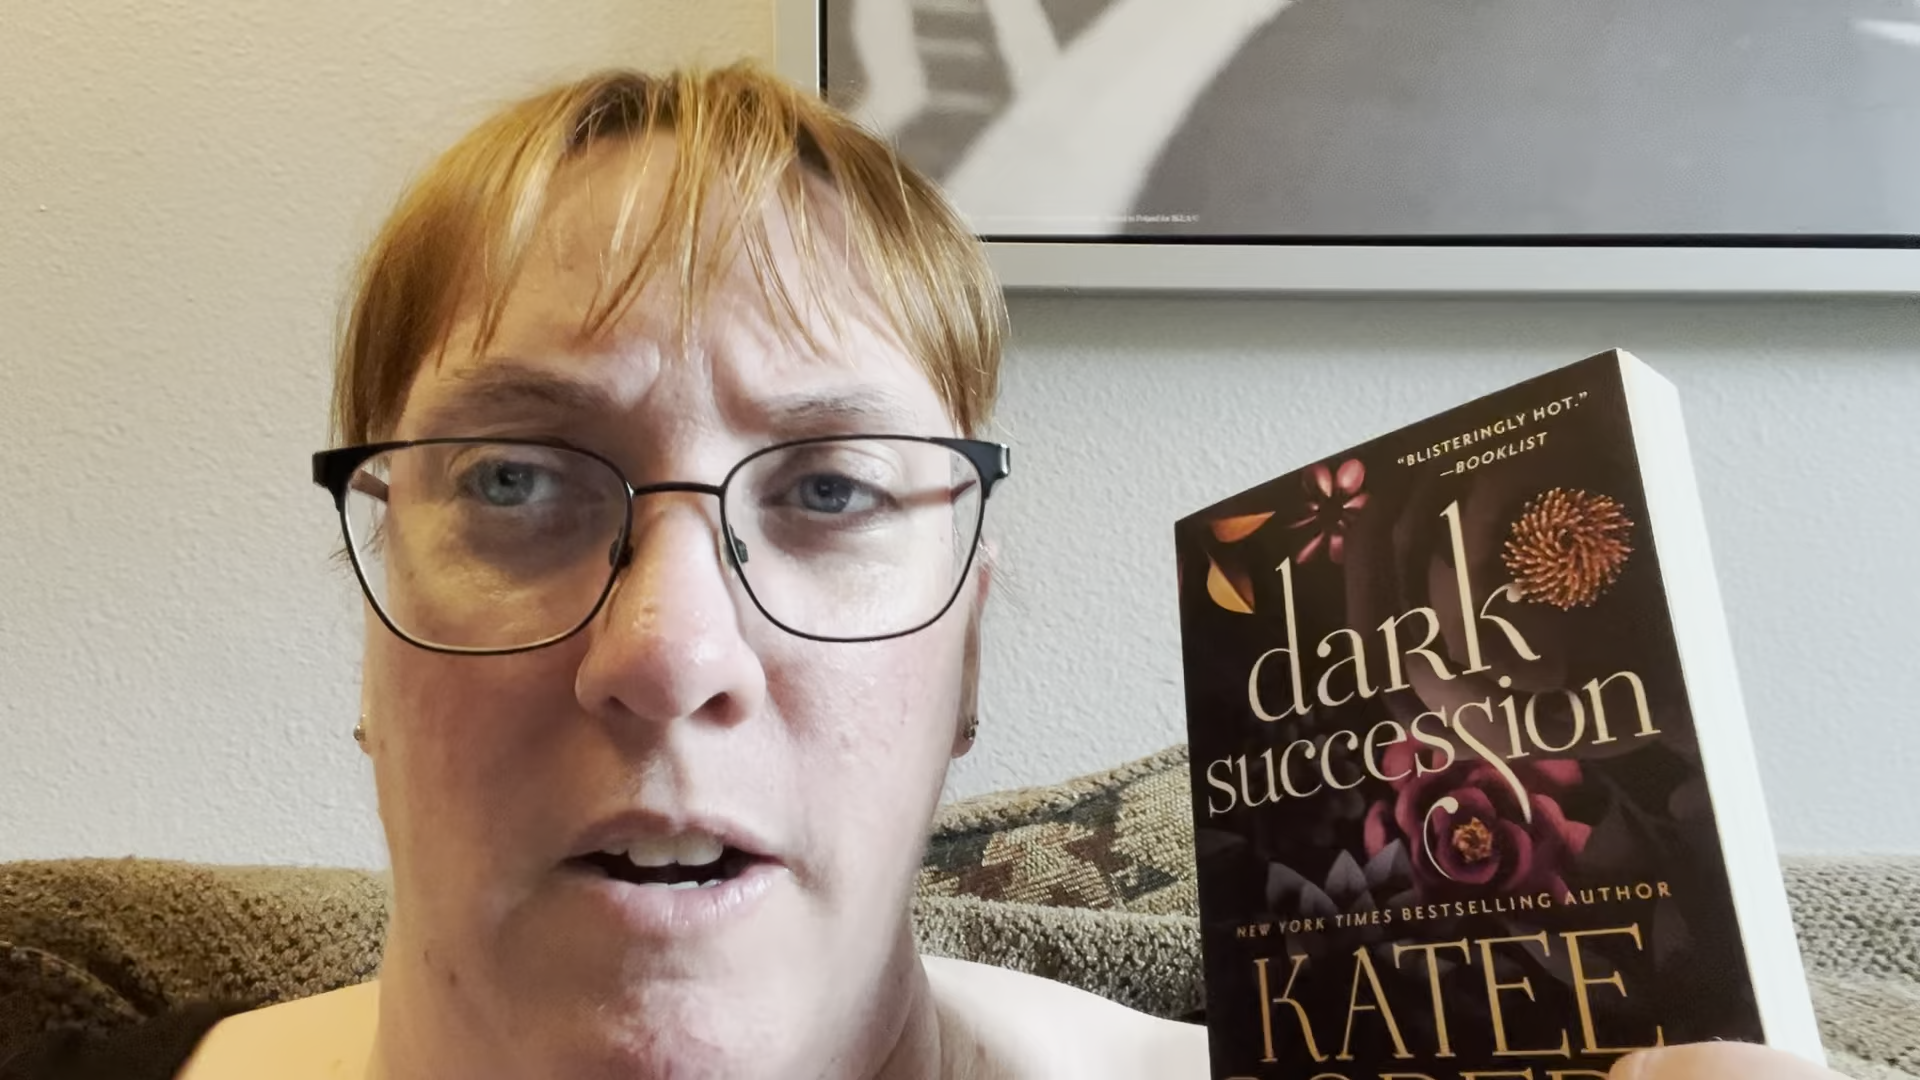 "BLISTERINGLY HOT."
—BOOKLIST
dark
succession
NEW YORK TIMES BESTSELLING AUTHOR
KATEE